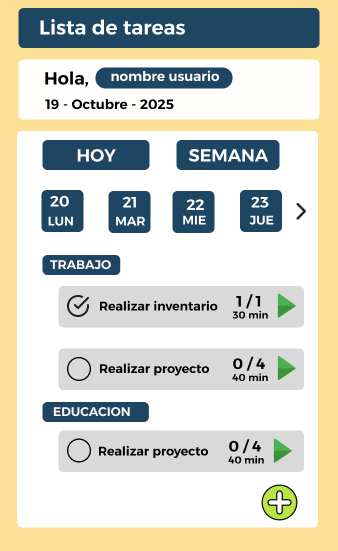 Lista de tareas
Hola, nombre usuario
19 - Octubre - 2025
HOY SEMANA
20 21 22 23
LUN MAR MIE JUE
TRABAJO
Realizar inventario 1 / 1
30 min
Realizar proyecto 0 / 4
40 min
EDUCACION
Realizar proyecto 0 / 4
40 min